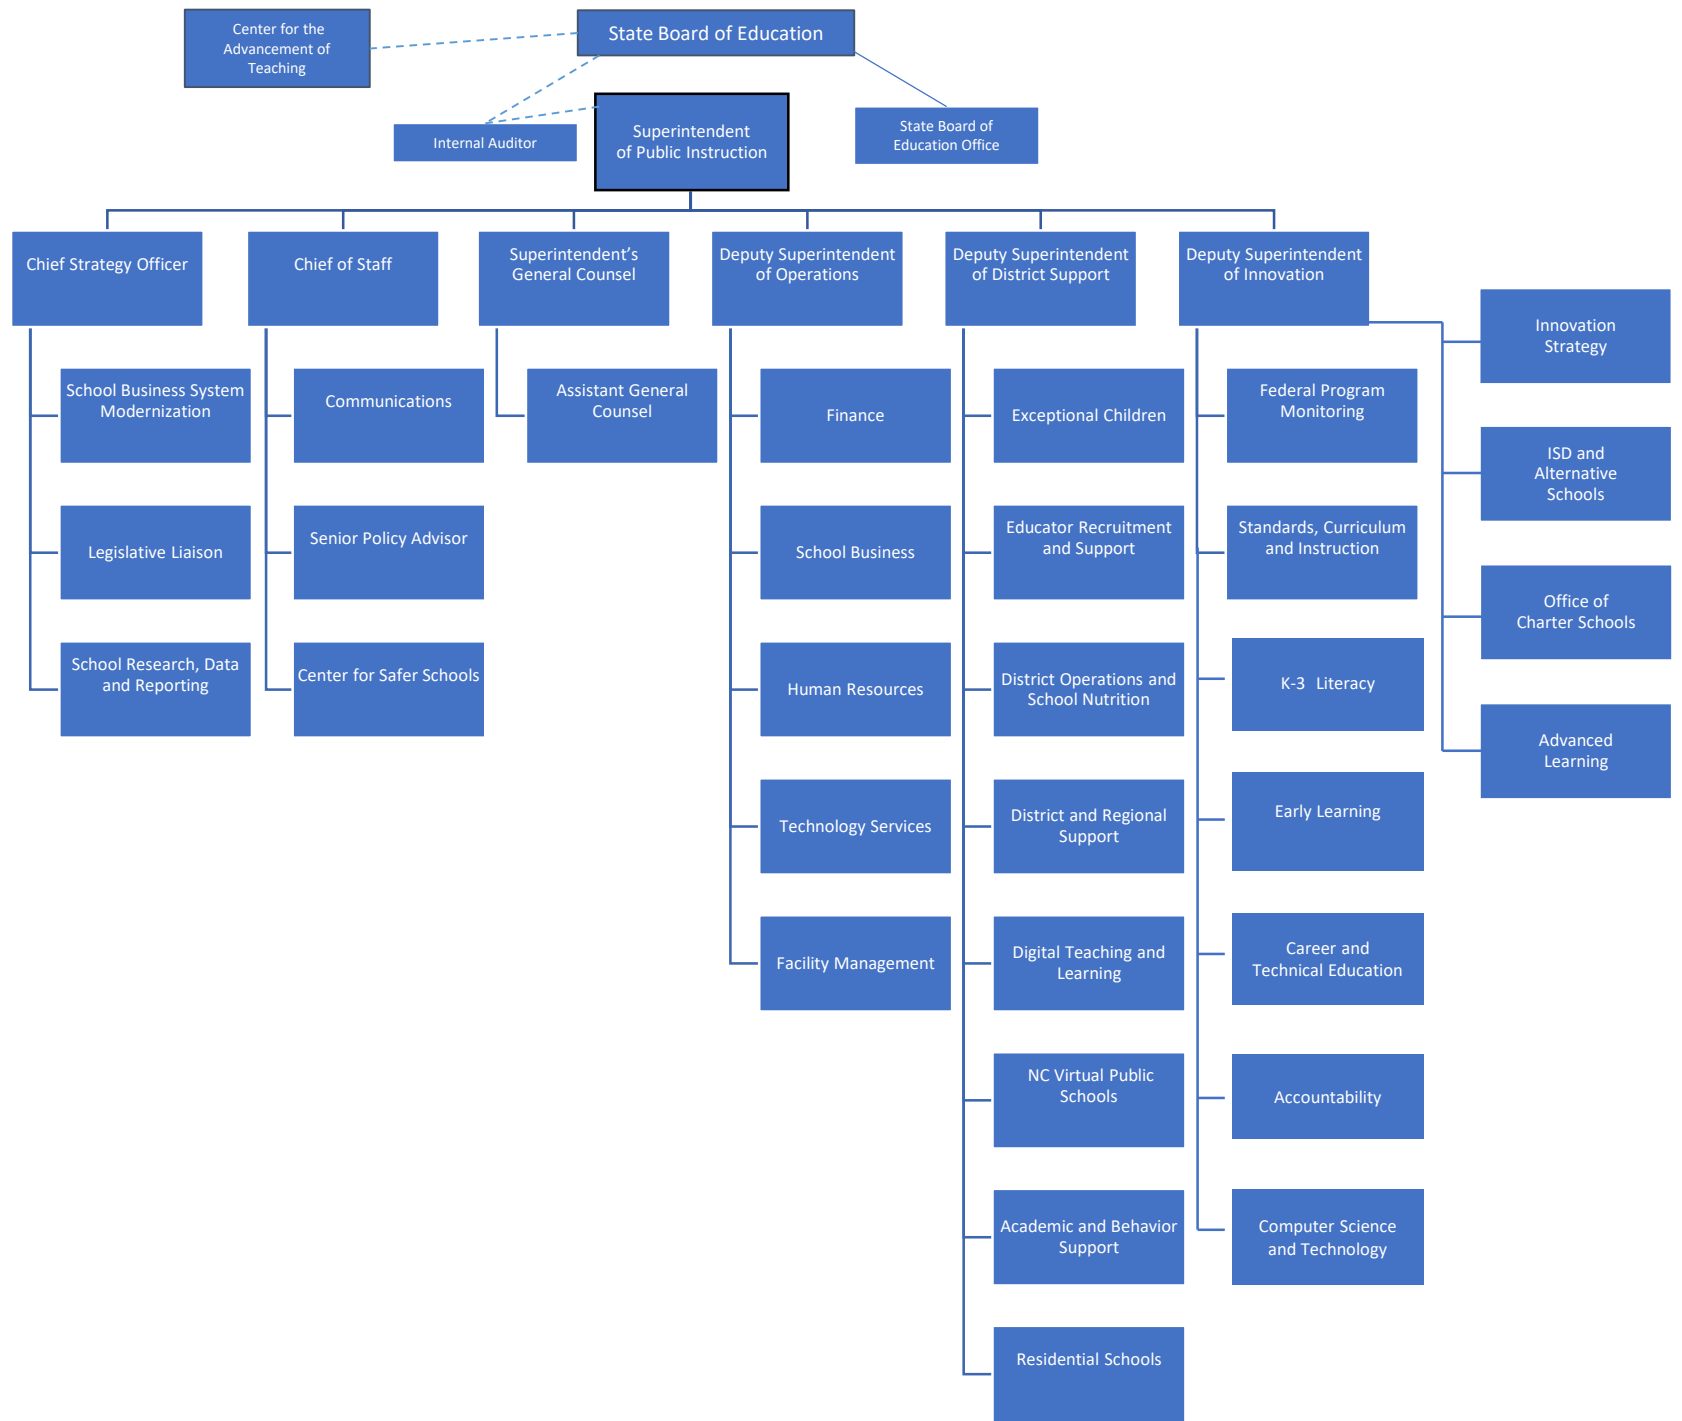 Center for the
Advancement of
Teaching
State Board of Education
Internal Auditor
Superintendent
of Public Instruction
State Board of
Education Office
Chief Strategy Officer
Chief of Staff
Superintendent’s
General Counsel
Deputy Superintendent
of Operations
Deputy Superintendent
of District Support
Deputy Superintendent
of Innovation
School Business System
Modernization
Legislative Liaison
School Research, Data
and Reporting
Communications
Senior Policy Advisor
Center for Safer Schools
Assistant General
Counsel
Finance
School Business
Human Resources
Technology Services
Facility Management
Exceptional Children
Educator Recruitment
and Support
District Operations and
School Nutrition
District and Regional
Support
Digital Teaching and
Learning
NC Virtual Public
Schools
Academic and Behavior
Support
Residential Schools
Federal Program
Monitoring
Standards, Curriculum
and Instruction
K-3 Literacy
Early Learning
Career and
Technical Education
Accountability
Computer Science
and Technology
Innovation
Strategy
ISD and
Alternative
Schools
Office of
Charter Schools
Advanced
Learning